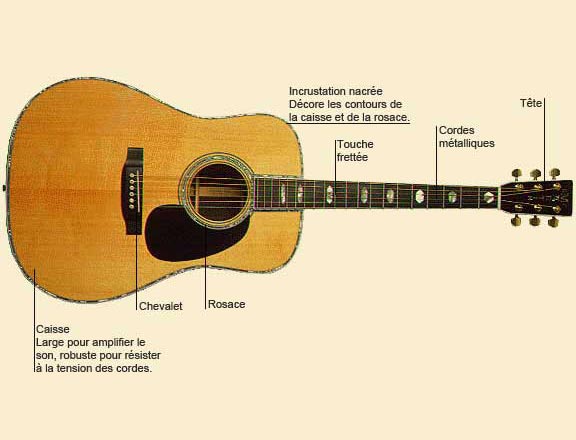 Incrustation nacrée
Décore les contours de
la caisse et de la rosace.
Tête
Cordes
métalliques
Touche
frettée
Chevalet
Rosace
Caisse
Large pour amplifier le
son, robuste pour résister
à la tension des cordes.